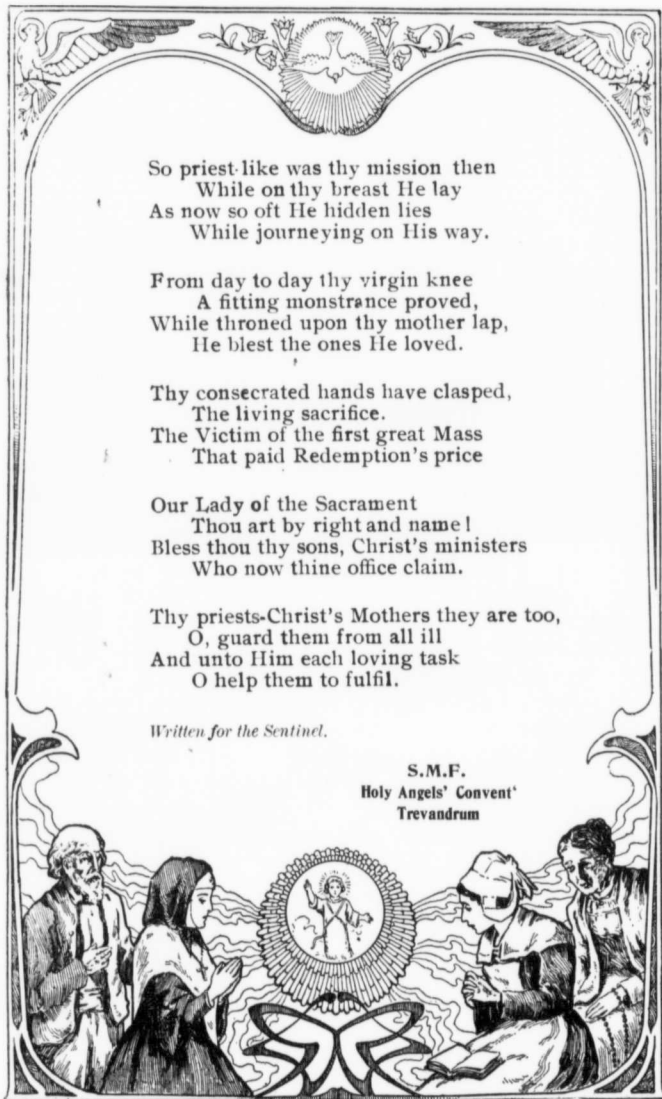 So priest-like was thy mission then
While on thy breast He lay
As now so oft He hidden lies
While journeying on His way.
From day to day thy virgin knee
A fitting monstrance proved,
While throned upon thy mother lap,
He blest the ones He loved.
Thy consecrated hands have clasped,
The living sacrifice.
The Victim of the first great Mass
That paid Redemption's price
Our Lady of the Sacrament
Thou art by right and name!
Bless thou thy sons, Christ's ministers
Who now thine office claim.
Thy priests-Christ's Mothers they are too,
O, guard them from all ill
And unto Him each loving task
O help them to fulfil.
Written for the Sentinel.
S.M.F.
Holy Angels' Convent'
Trevandrum